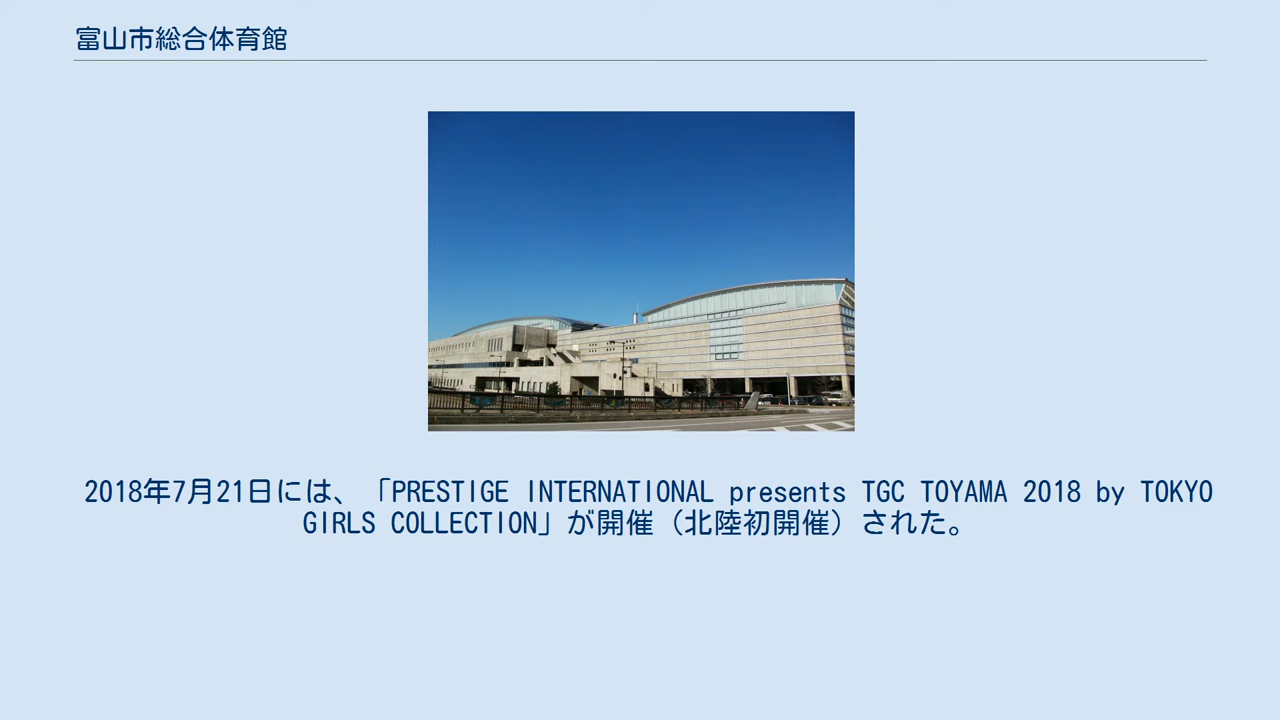 富山市総合体育館
2018年7月21日には、「PRESTIGE INTERNATIONAL presents TGC TOYAMA 2018 by TOKYO
GIRLS COLLECTION」が開催（北陸初開催）された。